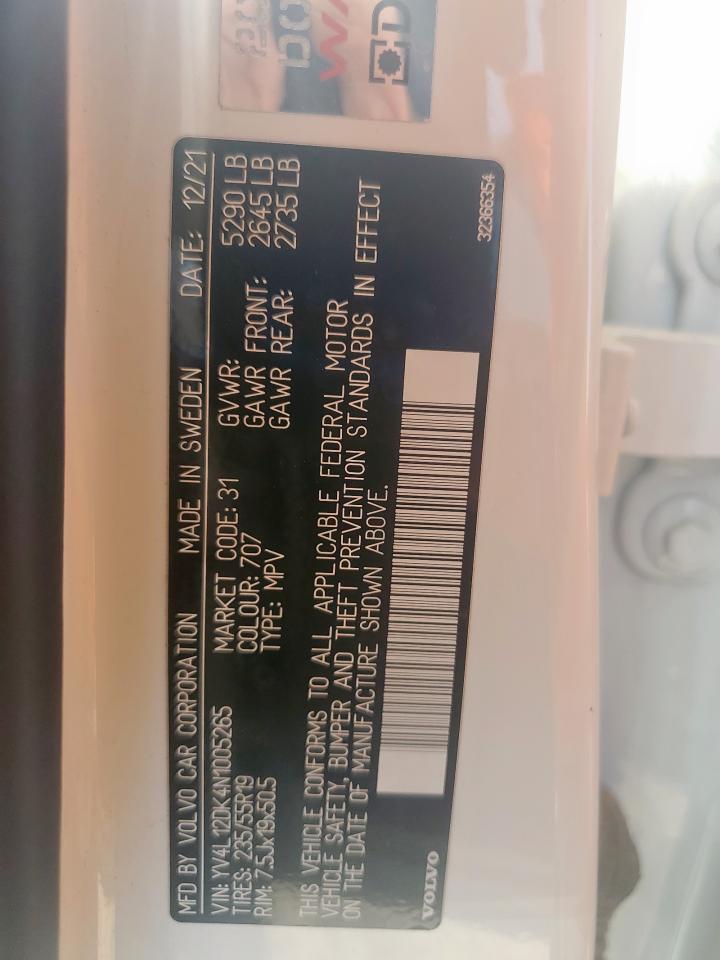 MFD BY VOLVO CAR CORPORATION MADE IN SWEDEN DATE: 12/21
VIN: YV4L12DK4M1005265 MARKET CODE: 31 GVWR: 5290 LB
TIRES: 235/55R19 COLOUR: 707 GAWR FRONT: 2645 LB
RIM: 7.5Jx19x50.5 TYPE: MPV GAWR REAR: 2735 LB
THIS VEHICLE CONFORMS TO ALL APPLICABLE FEDERAL MOTOR
VEHICLE SAFETY, BUMPER AND THEFT PREVENTION STANDARDS IN EFFECT
ON THE DATE OF MANUFACTURE SHOWN ABOVE.
VOLVO 32366354